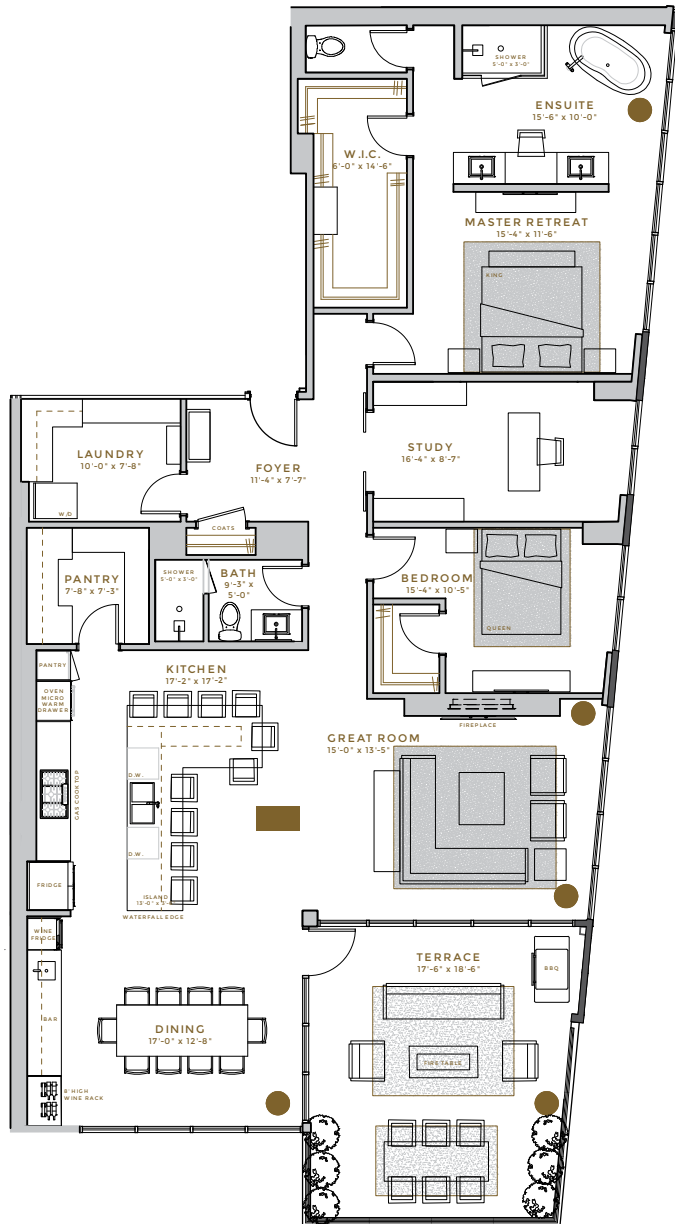 SHOWER
5'-0" x 3'-0"
ENSUITE
15'-6" x 10'-0"
W.I.C.
6'-0" x 14'-6"
MASTER RETREAT
15'-4" x 11'-6"
KING
LAUNDRY
10'-0" x 7'-8"
W/D
FOYER
11'-4" x 7'-7"
STUDY
16'-4" x 8'-7"
COATS
PANTRY
7'-8" x 7'-3"
SHOWER
5'-0" x 3'-0"
BATH
9'-3" x
5'-0"
BEDROOM
15'-4" x 10'-5"
QUEEN
PANTRY
OVEN
MICRO
WARM
DRAWER
KITCHEN
17'-2" x 17'-2"
FIREPLACE
GREAT ROOM
15'-0" x 13'-5"
D.W.
GAS COOKTOP
D.W.
FRIDGE
ISLAND
WATERFALL EDGE
WINE
FRIDGE
BAR
DINING
17'-0" x 12'-8"
8' HIGH
WINE RACK
TERRACE
17'-6" x 18'-6"
BBQ
FIRE TABLE